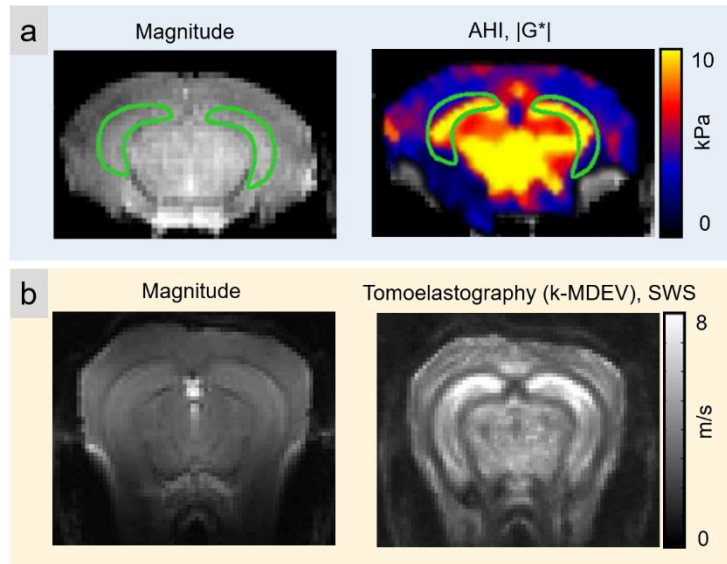 a
Magnitude
AHI, |G*|
10
kPa
0
b
Magnitude
Tomoelastography (k-MDEV), SWS
8
m/s
0